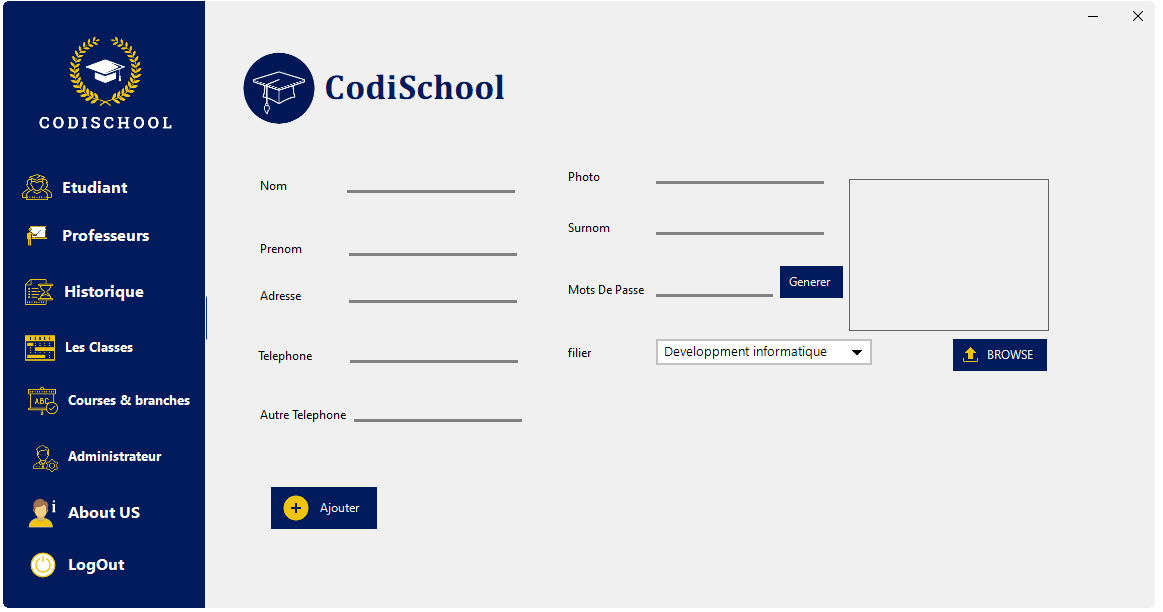 CODISCHOOL
Etudiant
Professeurs
Historique
Les Classes
ABC
Courses & branches
Administrateur
i
About US
LogOut
CodiSchool
Nom
Prenom
Adresse
Telephone
Autre Telephone
Ajouter
Photo
Surnom
Mots De Passe
Generer
filier
Developpment informatique
BROWSE